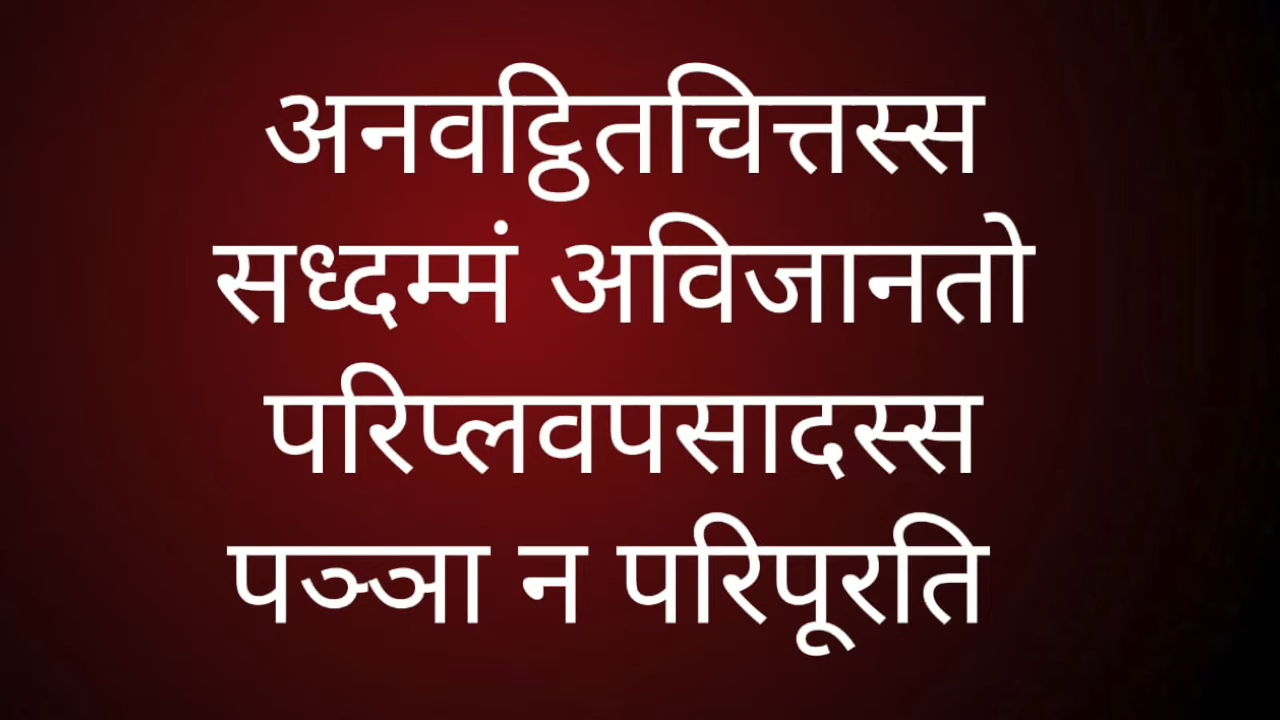 अनवट्ठितचित्तस्स
सध्दम्मं अविजानतो
परिप्लवपसादस्स
पञ्ञा न परिपूरति